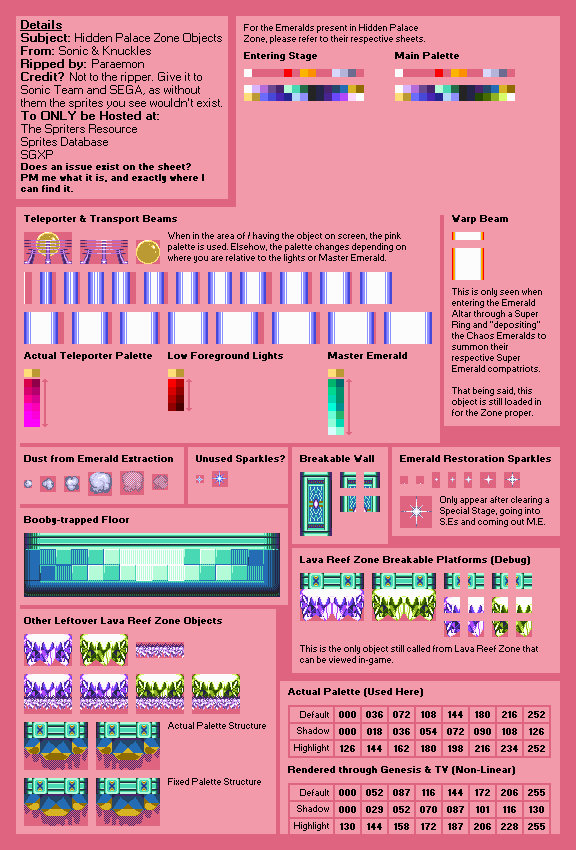 Details
Subject: Hidden Palace Zone Objects
From: Sonic & Knuckles
Ripped by: Paraemon
Credit? Not to the ripper. Give it to
Sonic Team and SEGA, as without
them the sprites you see wouldn't exist.
To ONLY be Hosted at:
The Spriters Resource
Sprites Database
SGXP
Does an issue exist on the sheet?
PM me what it is, and exactly where I
can find it.
For the Emeralds present in Hidden Palace
Zone, please refer to their respective sheets.
Entering Stage
Main Palette
Teleporter & Transport Beams
When in the area of / having the object on screen, the pink
palette is used. Elsehow, the palette changes depending on
where you are relative to the lights or Master Emerald.
Actual Teleporter Palette
Low Foreground Lights
Master Emerald
Warp Beam
This is only seen when
entering the Emerald
Altar through a Super
Ring and "depositing"
the Chaos Emeralds to
summon their
respective Super
Emerald compatriots.
That being said, this
object is still loaded in
for the Zone proper.
Dust from Emerald Extraction
Unused Sparkles?
Breakable Wall
Emerald Restoration Sparkles
Only appear after clearing a
Special Stage, going into
S.Es and coming out M.E.
Booby-trapped Floor
Lava Reef Zone Breakable Platforms (Debug)
This is the only object still called from Lava Reef Zone that
can be viewed in-game.
Other Leftover Lava Reef Zone Objects
Actual Palette Structure
Fixed Palette Structure
Actual Palette (Used Here)
Default 000 036 072 108 144 180 216 252
Shadow 000 018 036 054 072 090 108 126
Highlight 126 144 162 180 198 216 234 252
Rendered through Genesis & TV (Non-Linear)
Default 000 052 087 116 144 172 206 255
Shadow 000 029 052 070 087 101 116 130
Highlight 130 144 158 172 187 206 228 255